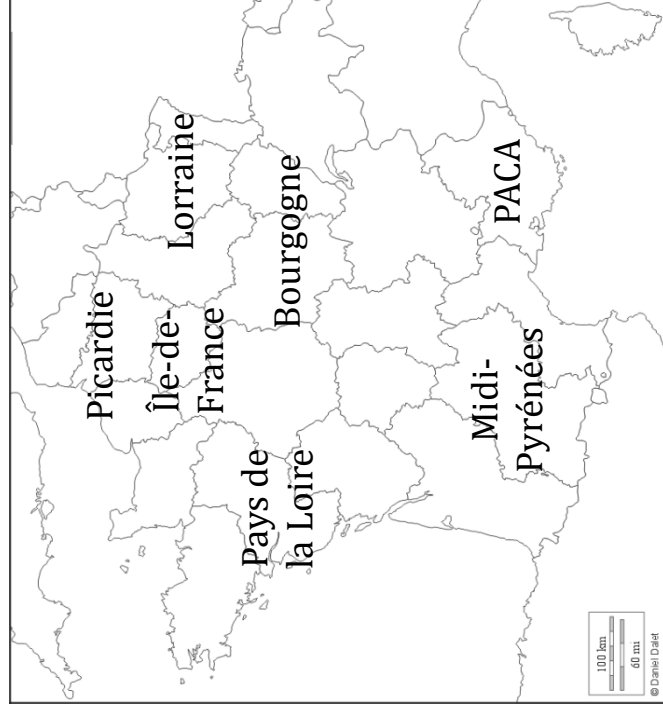 Picardie
Lorraine
Île-de-
France
Bourgogne
Pays de
la Loire
Midi-
Pyrénées
PACA
100 km
60 mi
© Daniel Dalet